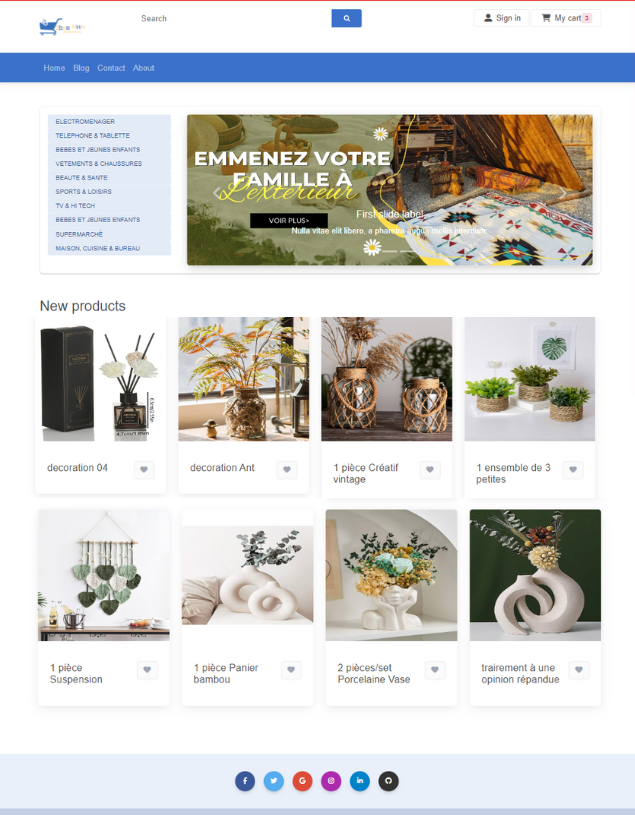 Search
Sign in
My cart 3
Home Blog Contact About
ELECTROMENAGER
TELEPHONE & TABLETTE
BEBES ET JEUNES ENFANTS
VETEMENTS & CHAUSSURES
BEAUTE & SANTE
SPORTS & LOISIRS
TV & HI TECH
BEBES ET JEUNES ENFANTS
SUPERMARCHÉ
MAISON, CUISINE & BUREAU
EMMENEZ VOTRE
FAMILLE À
L'extérieur
VOIR PLUS>
First slide label
Nulla vitae elit libero, a pharetra augue mollis interdum.
New products
decoration 04
decoration Ant
1 pièce Créatif
vintage
1 ensemble de 3
petites
1 pièce
Suspension
1 pièce Panier
bambou
2 pièces/set
Porcelaine Vase
trairement à une
opinion répandue